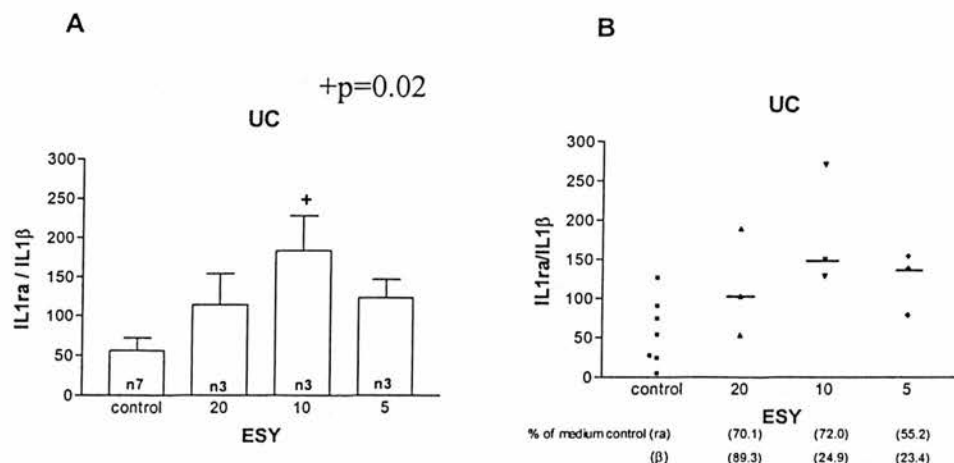 A
+p=0.02
UC
IL1ra / IL1β
300
250
200
150
100
50
0
+
n7
n3
n3
n3
control
20
10
5
ESY
B
UC
IL1ra/IL1β
300
250
200
150
100
50
0
control
20
10
5
ESY
% of medium control (ra) (70.1) (72.0) (55.2)
(β) (89.3) (24.9) (23.4)